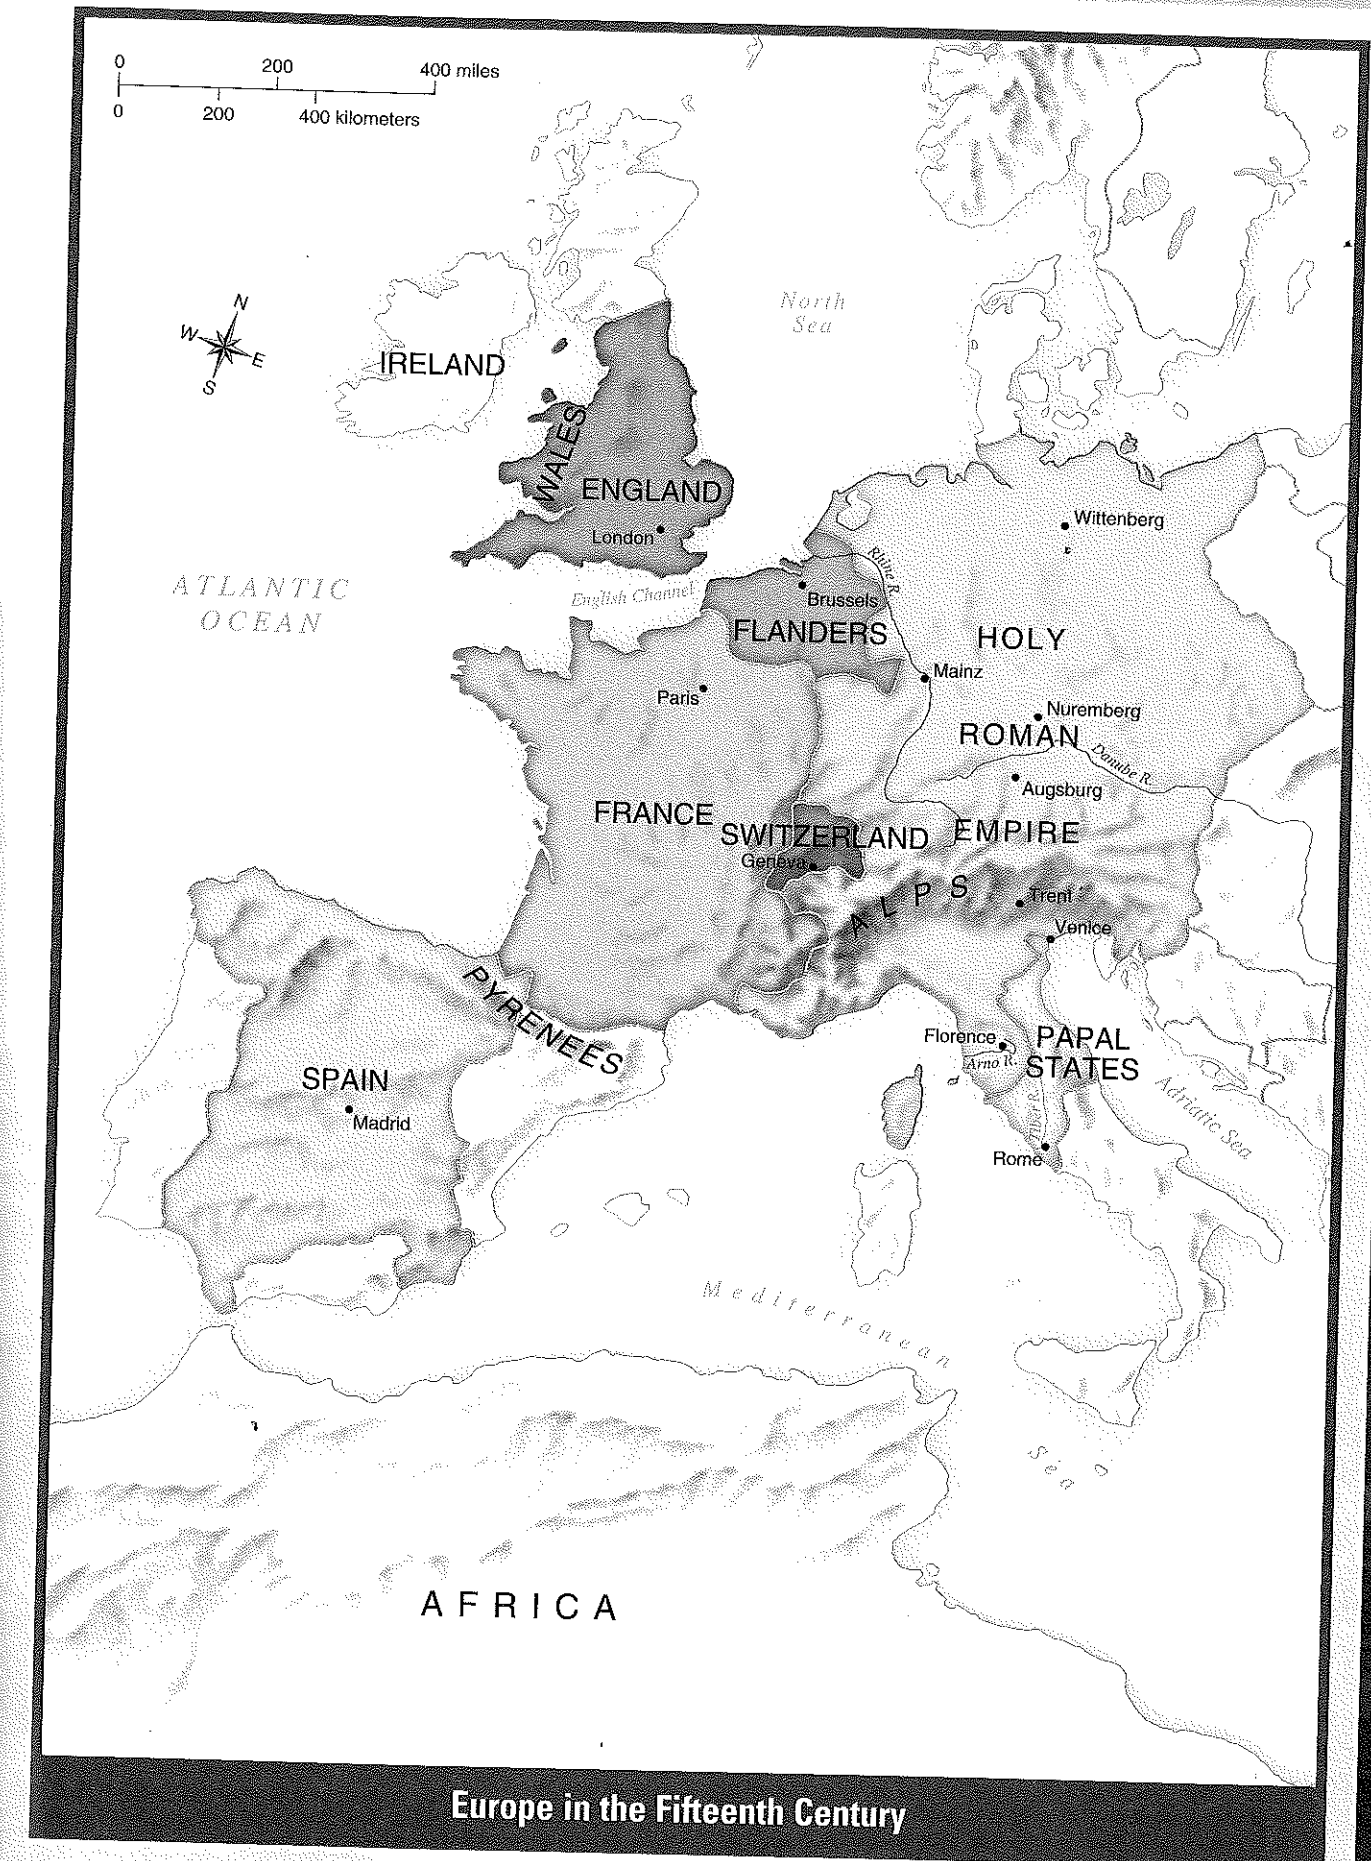 0 200 400 miles
0 200 400 kilometers
N
W
E
S
North
Sea
IRELAND
WALES
ENGLAND
London
ATLANTIC
OCEAN
English Channel
Wittenberg
Rhine R.
Brussels
FLANDERS
HOLY
Mainz
Paris
Nuremberg
ROMAN
Danube R.
Augsburg
FRANCE
SWITZERLAND
EMPIRE
Geneva
ALPS
Trent
Venice
PYRENEES
Florence
Arno R.
PAPAL
STATES
SPAIN
Madrid
Tiber R.
Adriatic Sea
Rome
Mediterranean
Sea
AFRICA
Europe in the Fifteenth Century